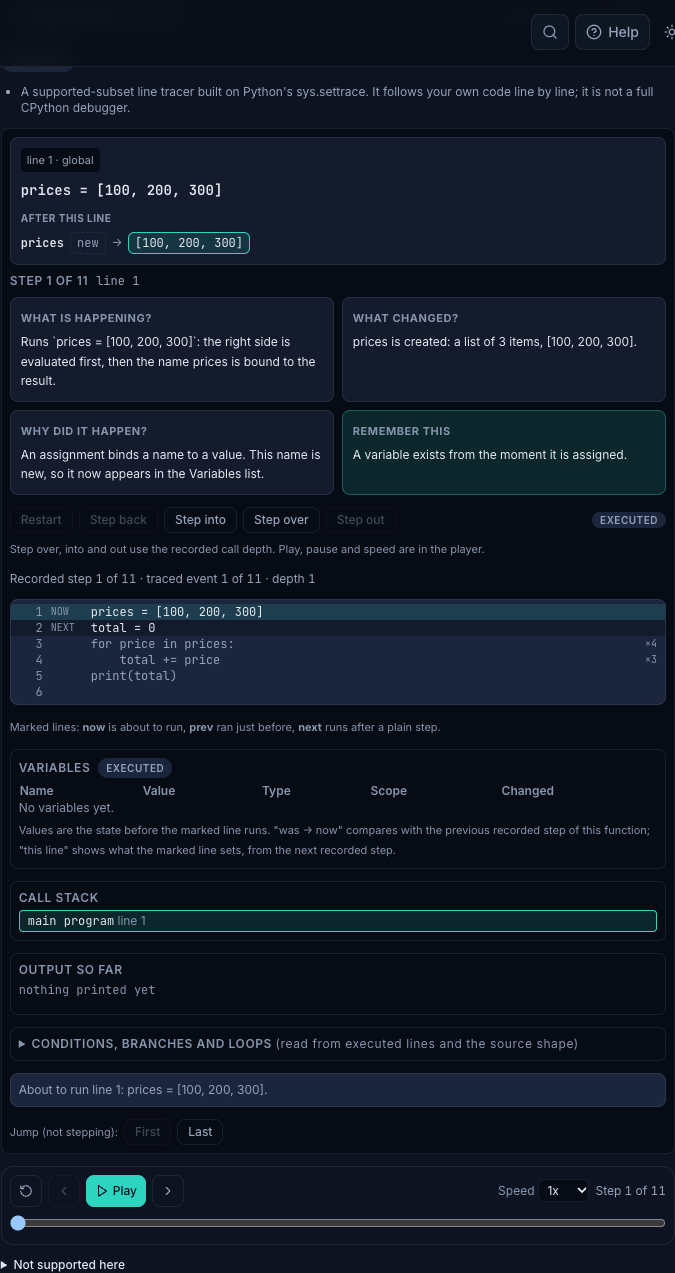 Help
• A supported-subset line tracer built on Python's sys.settrace. It follows your own code line by line; it is not a full
CPython debugger.
line 1 · global
prices = [100, 200, 300]
AFTER THIS LINE
prices new → [100, 200, 300]
STEP 1 OF 11 line 1
WHAT IS HAPPENING?
Runs `prices = [100, 200, 300]`: the right side is
evaluated first, then the name prices is bound to the
result.
WHAT CHANGED?
prices is created: a list of 3 items, [100, 200, 300].
WHY DID IT HAPPEN?
An assignment binds a name to a value. This name is
new, so it now appears in the Variables list.
REMEMBER THIS
A variable exists from the moment it is assigned.
Restart Step back Step into Step over Step out EXECUTED
Step over, into and out use the recorded call depth. Play, pause and speed are in the player.
Recorded step 1 of 11 · traced event 1 of 11 · depth 1
1 NOW prices = [100, 200, 300]
2 NEXT total = 0
3 for price in prices: ×4
4 total += price ×3
5 print(total)
6
Marked lines: now is about to run, prev ran just before, next runs after a plain step.
VARIABLES EXECUTED
Name Value Type Scope Changed
No variables yet.
Values are the state before the marked line runs. "was → now" compares with the previous recorded step of this function;
"this line" shows what the marked line sets, from the next recorded step.
CALL STACK
main program line 1
OUTPUT SO FAR
nothing printed yet
▶ CONDITIONS, BRANCHES AND LOOPS (read from executed lines and the source shape)
About to run line 1: prices = [100, 200, 300].
Jump (not stepping): First Last
Play Speed 1x Step 1 of 11
▶ Not supported here